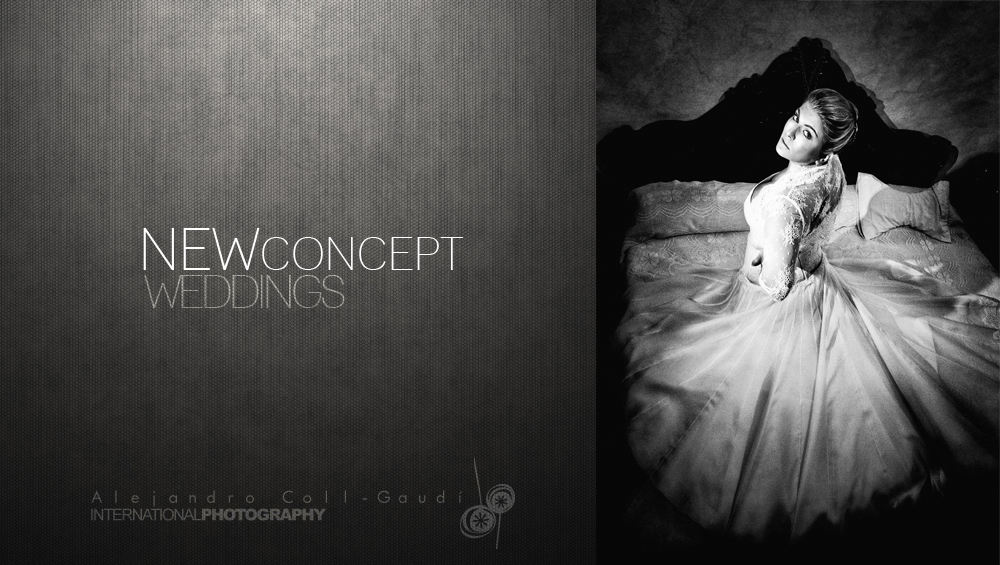 NEWCONCEPT
WEDDINGS
Alejandro Coll-Gaudí
INTERNATIONALPHOTOGRAPHY